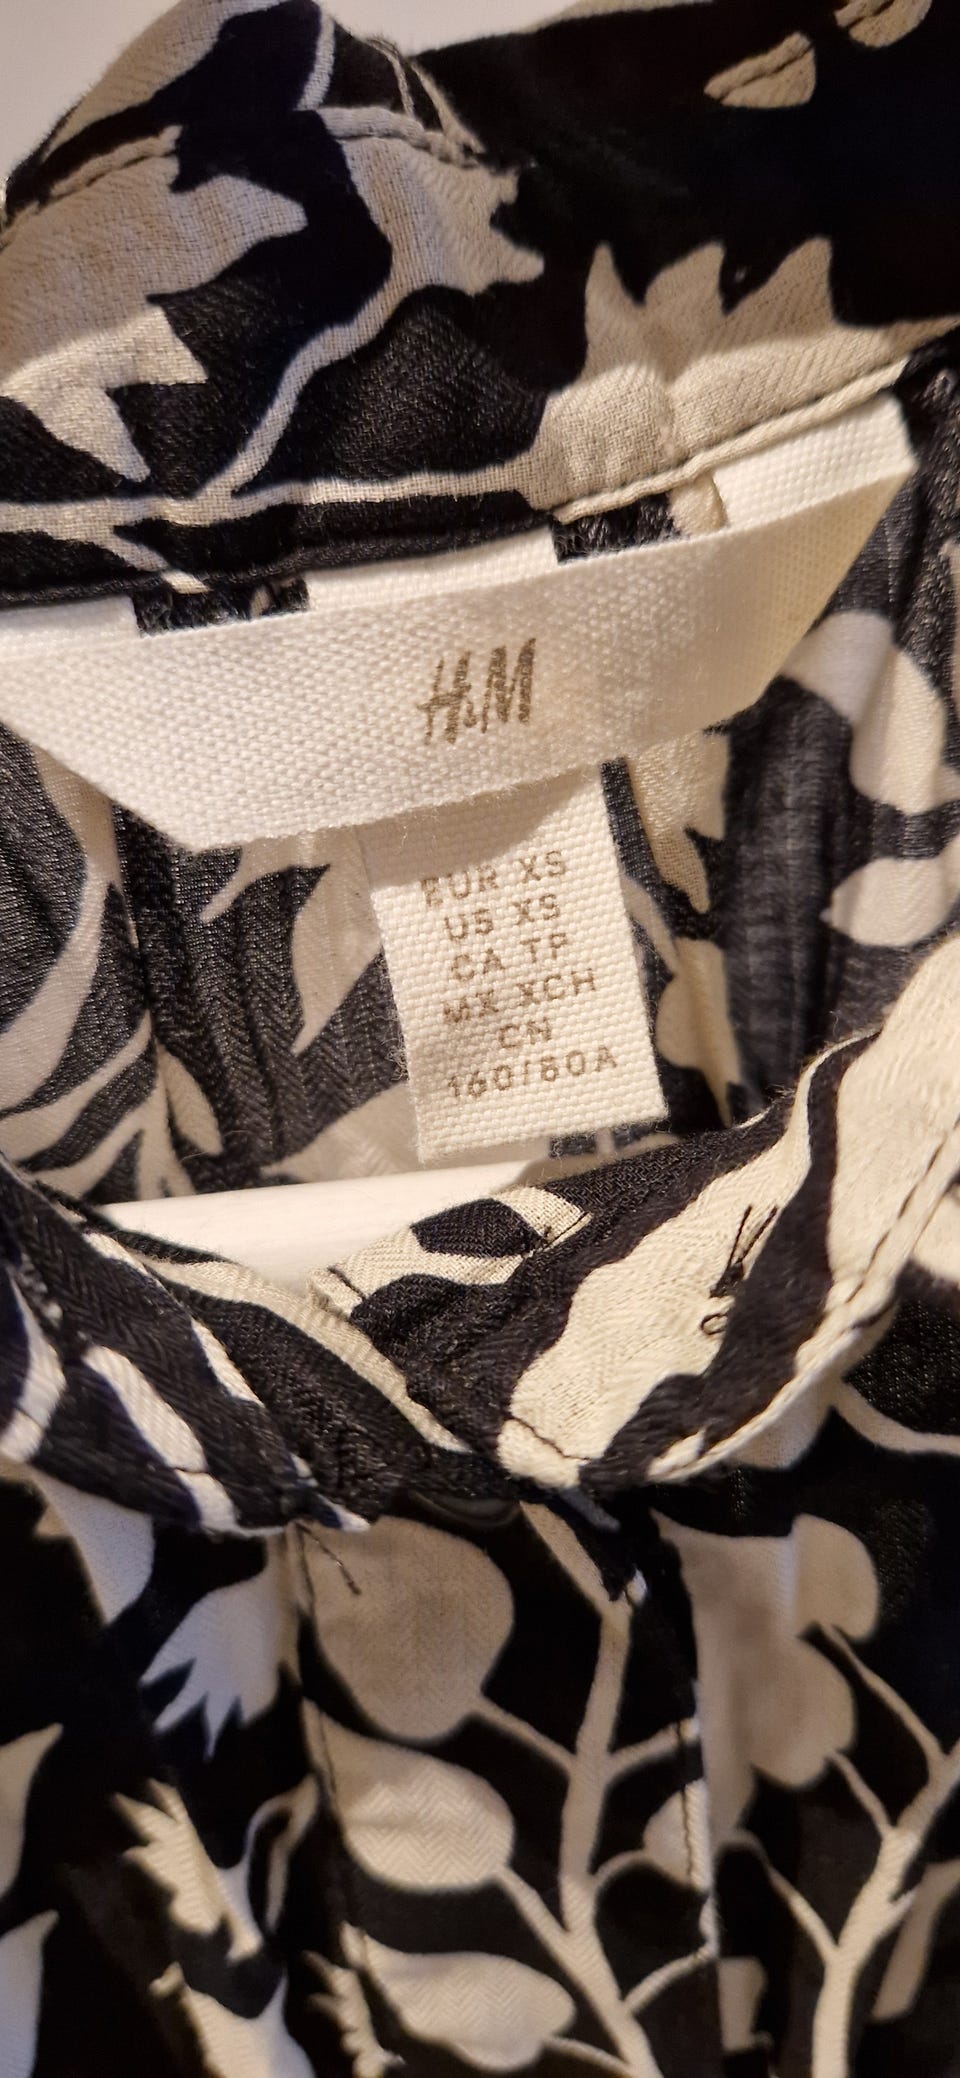 H&M
EUR XS
US XS
CA TP
MX XCH
CN
160/80A